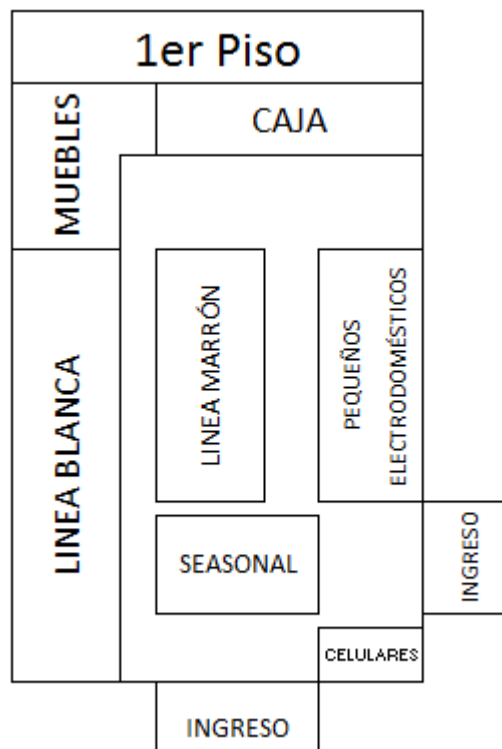 1er Piso
MUEBLES
CAJA
LINEA BLANCA
LINEA MARRÓN
PEQUEÑOS
ELECTRODOMÉSTICOS
SEASONAL
INGRESO
CELULARES
INGRESO